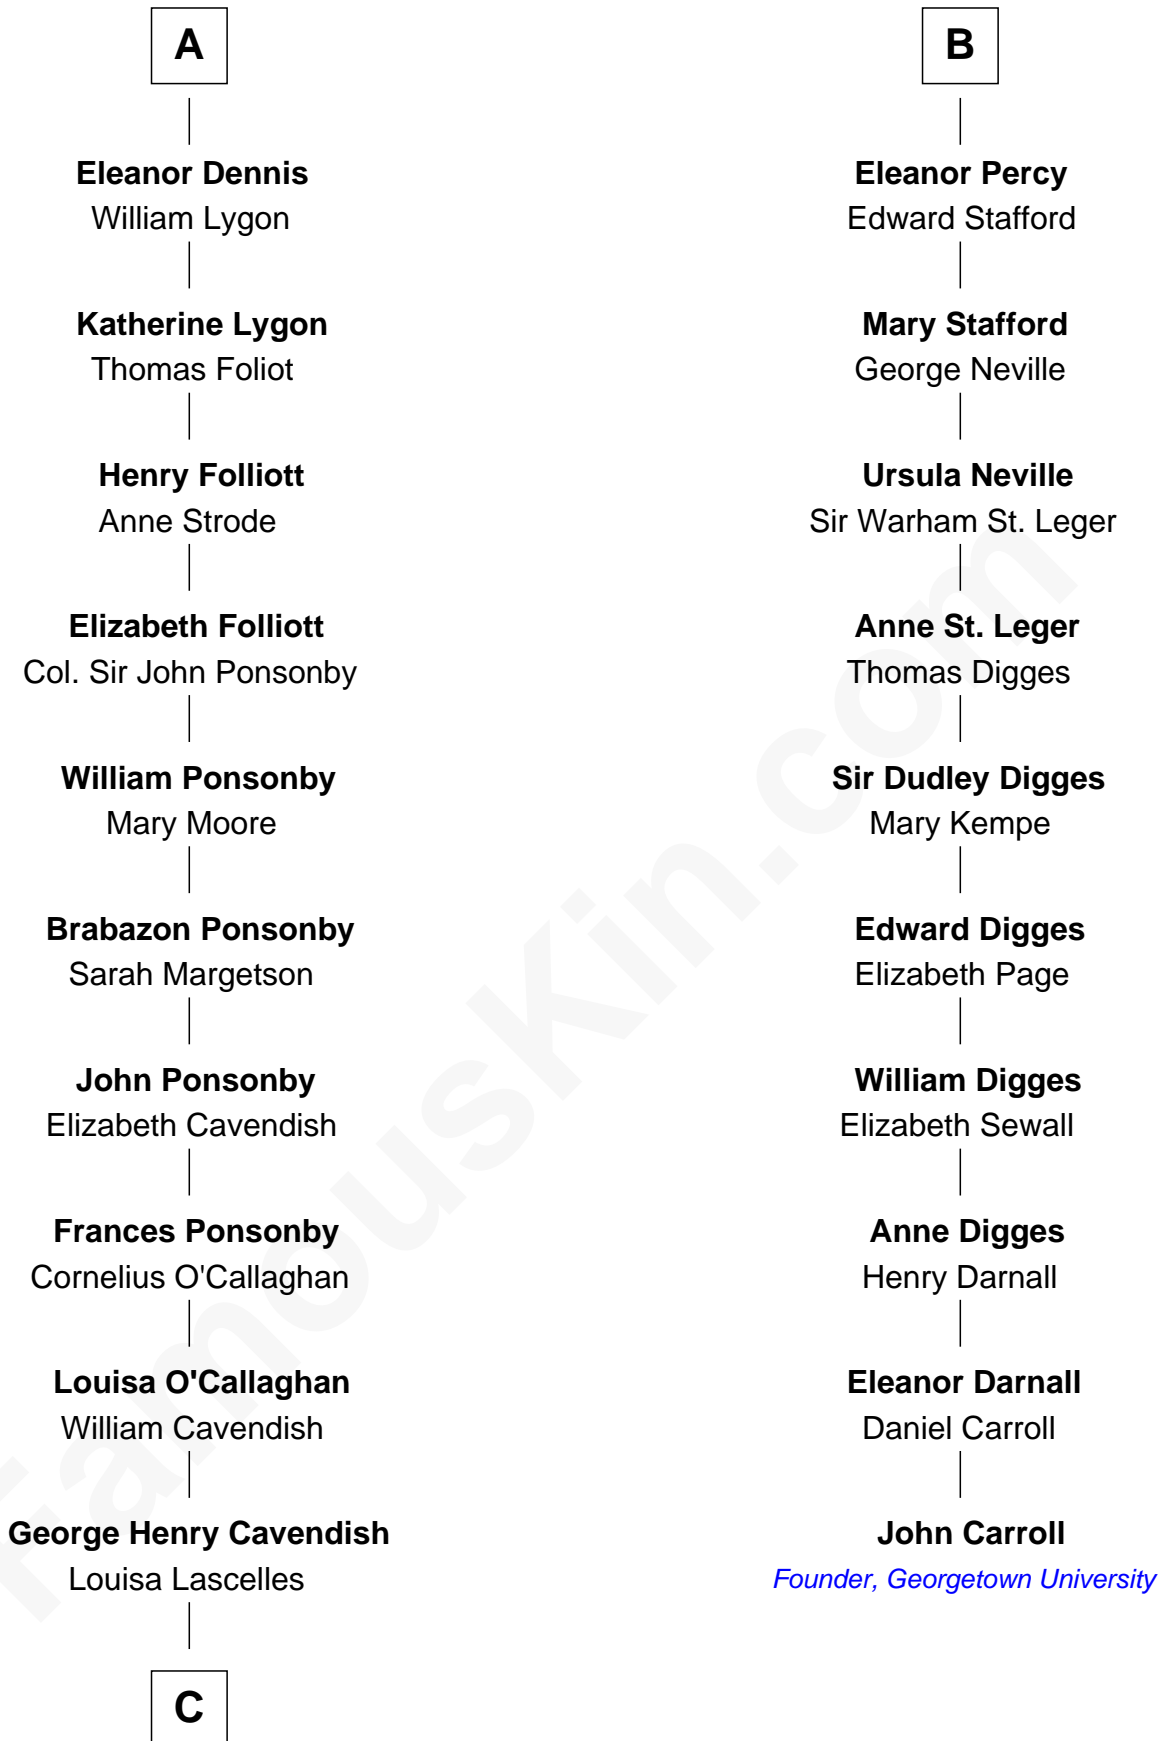 A
Eleanor Dennis
William Lygon
Katherine Lygon
Thomas Foliot
Henry Folliott
Anne Strode
Elizabeth Folliott
Col. Sir John Ponsonby
William Ponsonby
Mary Moore
Brabazon Ponsonby
Sarah Margetson
John Ponsonby
Elizabeth Cavendish
Frances Ponsonby
Cornelius O'Callaghan
Louisa O'Callaghan
William Cavendish
George Henry Cavendish
Louisa Lascelles
C
B
Eleanor Percy
Edward Stafford
Mary Stafford
George Neville
Ursula Neville
Sir Warham St. Leger
Anne St. Leger
Thomas Digges
Sir Dudley Digges
Mary Kempe
Edward Digges
Elizabeth Page
William Digges
Elizabeth Sewall
Anne Digges
Henry Darnall
Eleanor Darnall
Daniel Carroll
John Carroll
Founder, Georgetown University
FamousKin.com